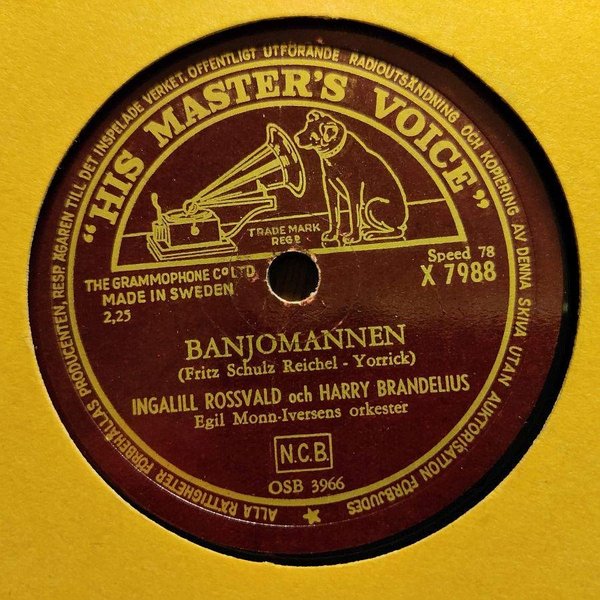 ALLA RÄTTIGHETER FÖRBEHÅLLAS PRODUCENTEN, RESP. ÄGAREN TILL DET INSPELADE VERKET. OFFENTLIGT UTFÖRANDE RADIOUTSÄNDNING OCH KOPIERING AV DENNA SKIVA UTAN AUKTORISATION FÖRBJUDES
"HIS MASTER'S VOICE"
TRADE MARK
REGD
THE GRAMMOPHONE CO LTD.
MADE IN SWEDEN
2,25
Speed 78
X 7988
BANJOMANNEN
(Fritz Schulz Reichel - Yorrick)
INGALILL ROSSVALD och HARRY BRANDELIUS
Egil Monn-Iversens orkester
N.C.B.
OSB 3966